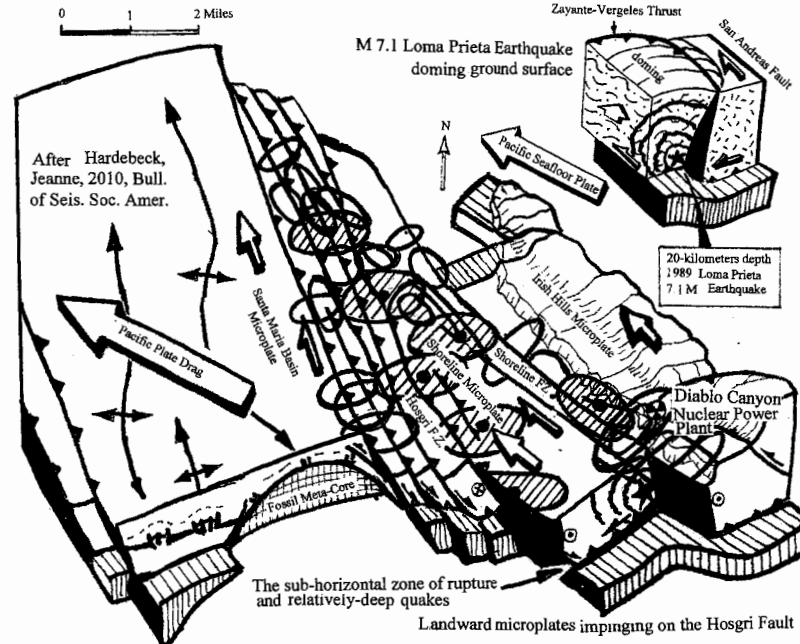 0 1 2 Miles
Zayante-Vergeles Thrust
San Andreas Fault
M 7.1 Loma Prieta Earthquake
doming ground surface
doming
After Hardebeck,
Jeanne, 2010, Bull.
of Seis. Soc. Amer.
N
Pacific Seafloor Plate
20-kilometers depth
1989 Loma Prieta
7.1 M Earthquake
Irish Hills Microplate
Santa Maria Basin
Microplate
Pacific Plate Drag
Shoreline Microplate
Shoreline F.Z.
Hosgri F.Z.
Diablo Canyon
Nuclear Power
Plant
Fossil Meta-Core
The sub-horizontal zone of rupture
and relatively-deep quakes
Landward microplates impinging on the Hosgri Fault